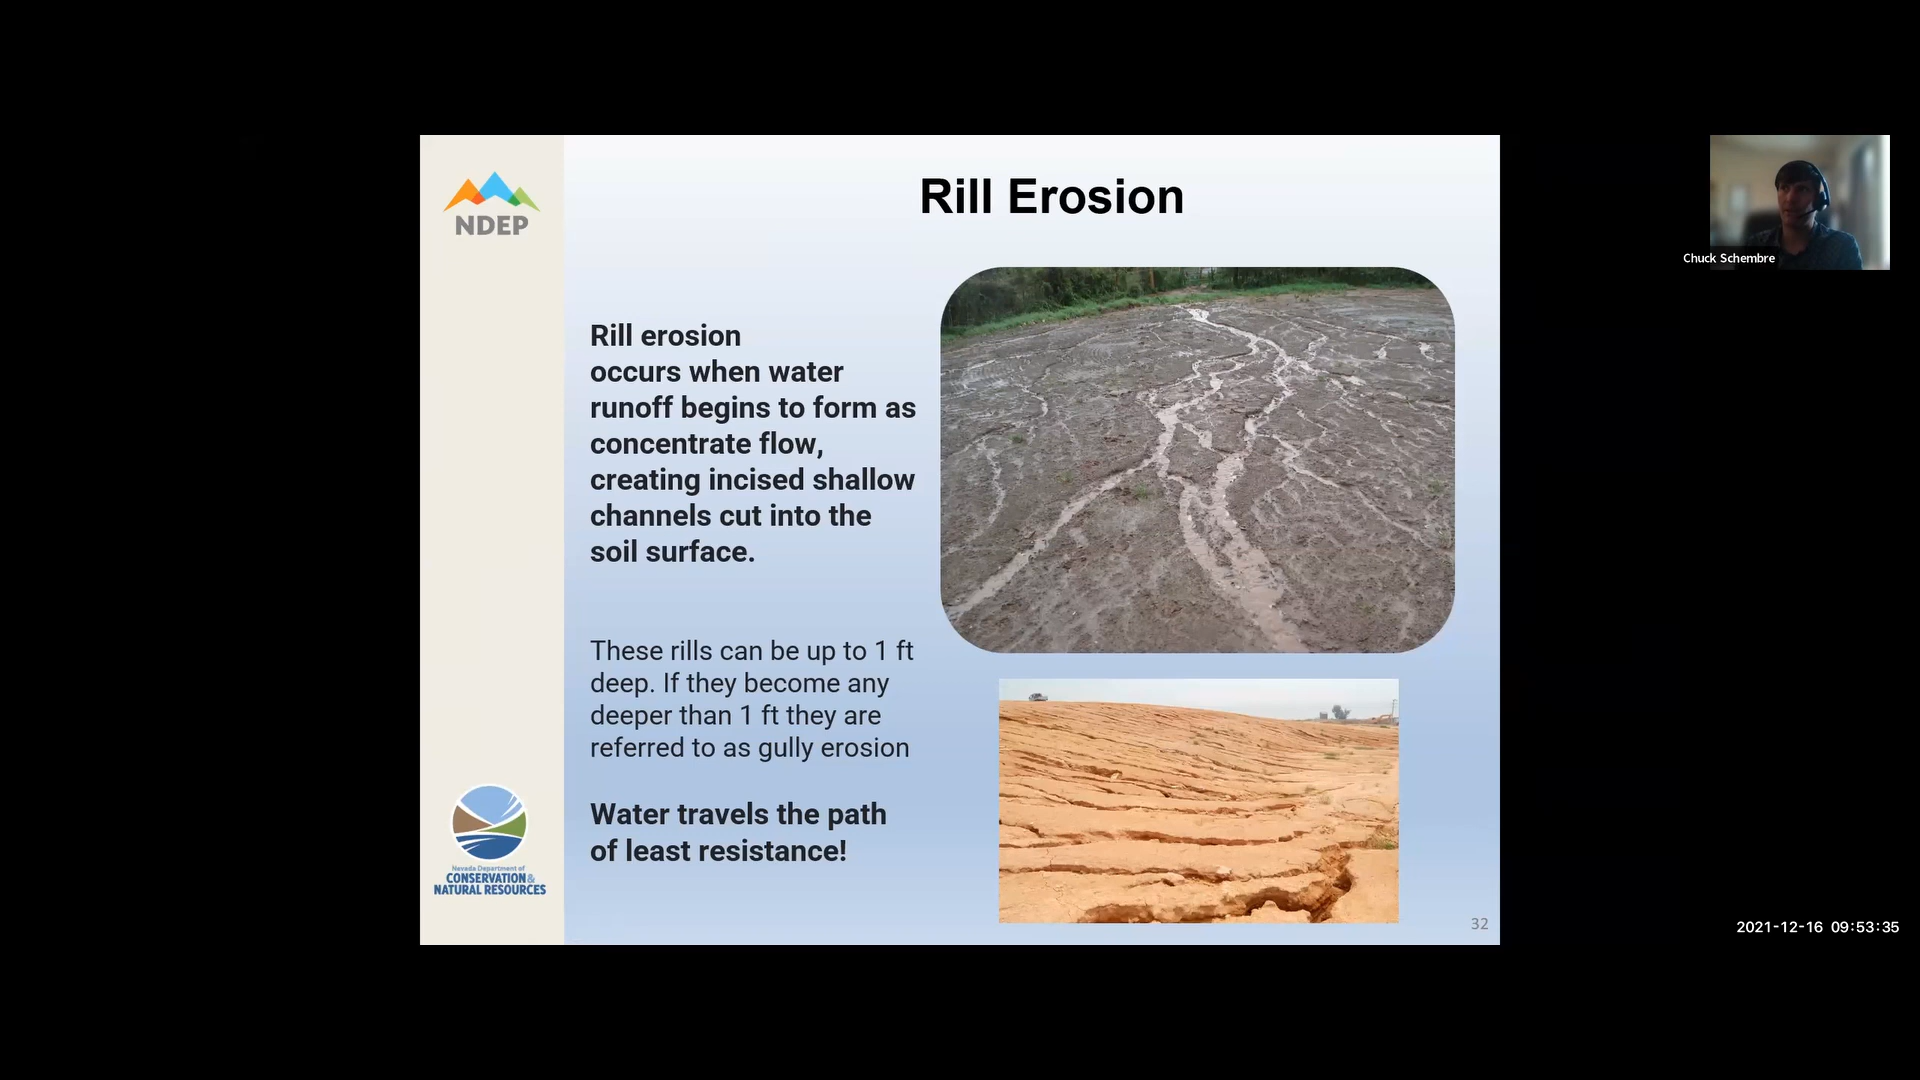 NDEP
Rill Erosion
Rill erosion
occurs when water
runoff begins to form as
concentrate flow,
creating incised shallow
channels cut into the
soil surface.
These rills can be up to 1 ft
deep. If they become any
deeper than 1 ft they are
referred to as gully erosion
Water travels the path
of least resistance!
Nevada Department of
CONSERVATION &
NATURAL RESOURCES
32
Chuck Schembre
2021-12-16 09:53:35